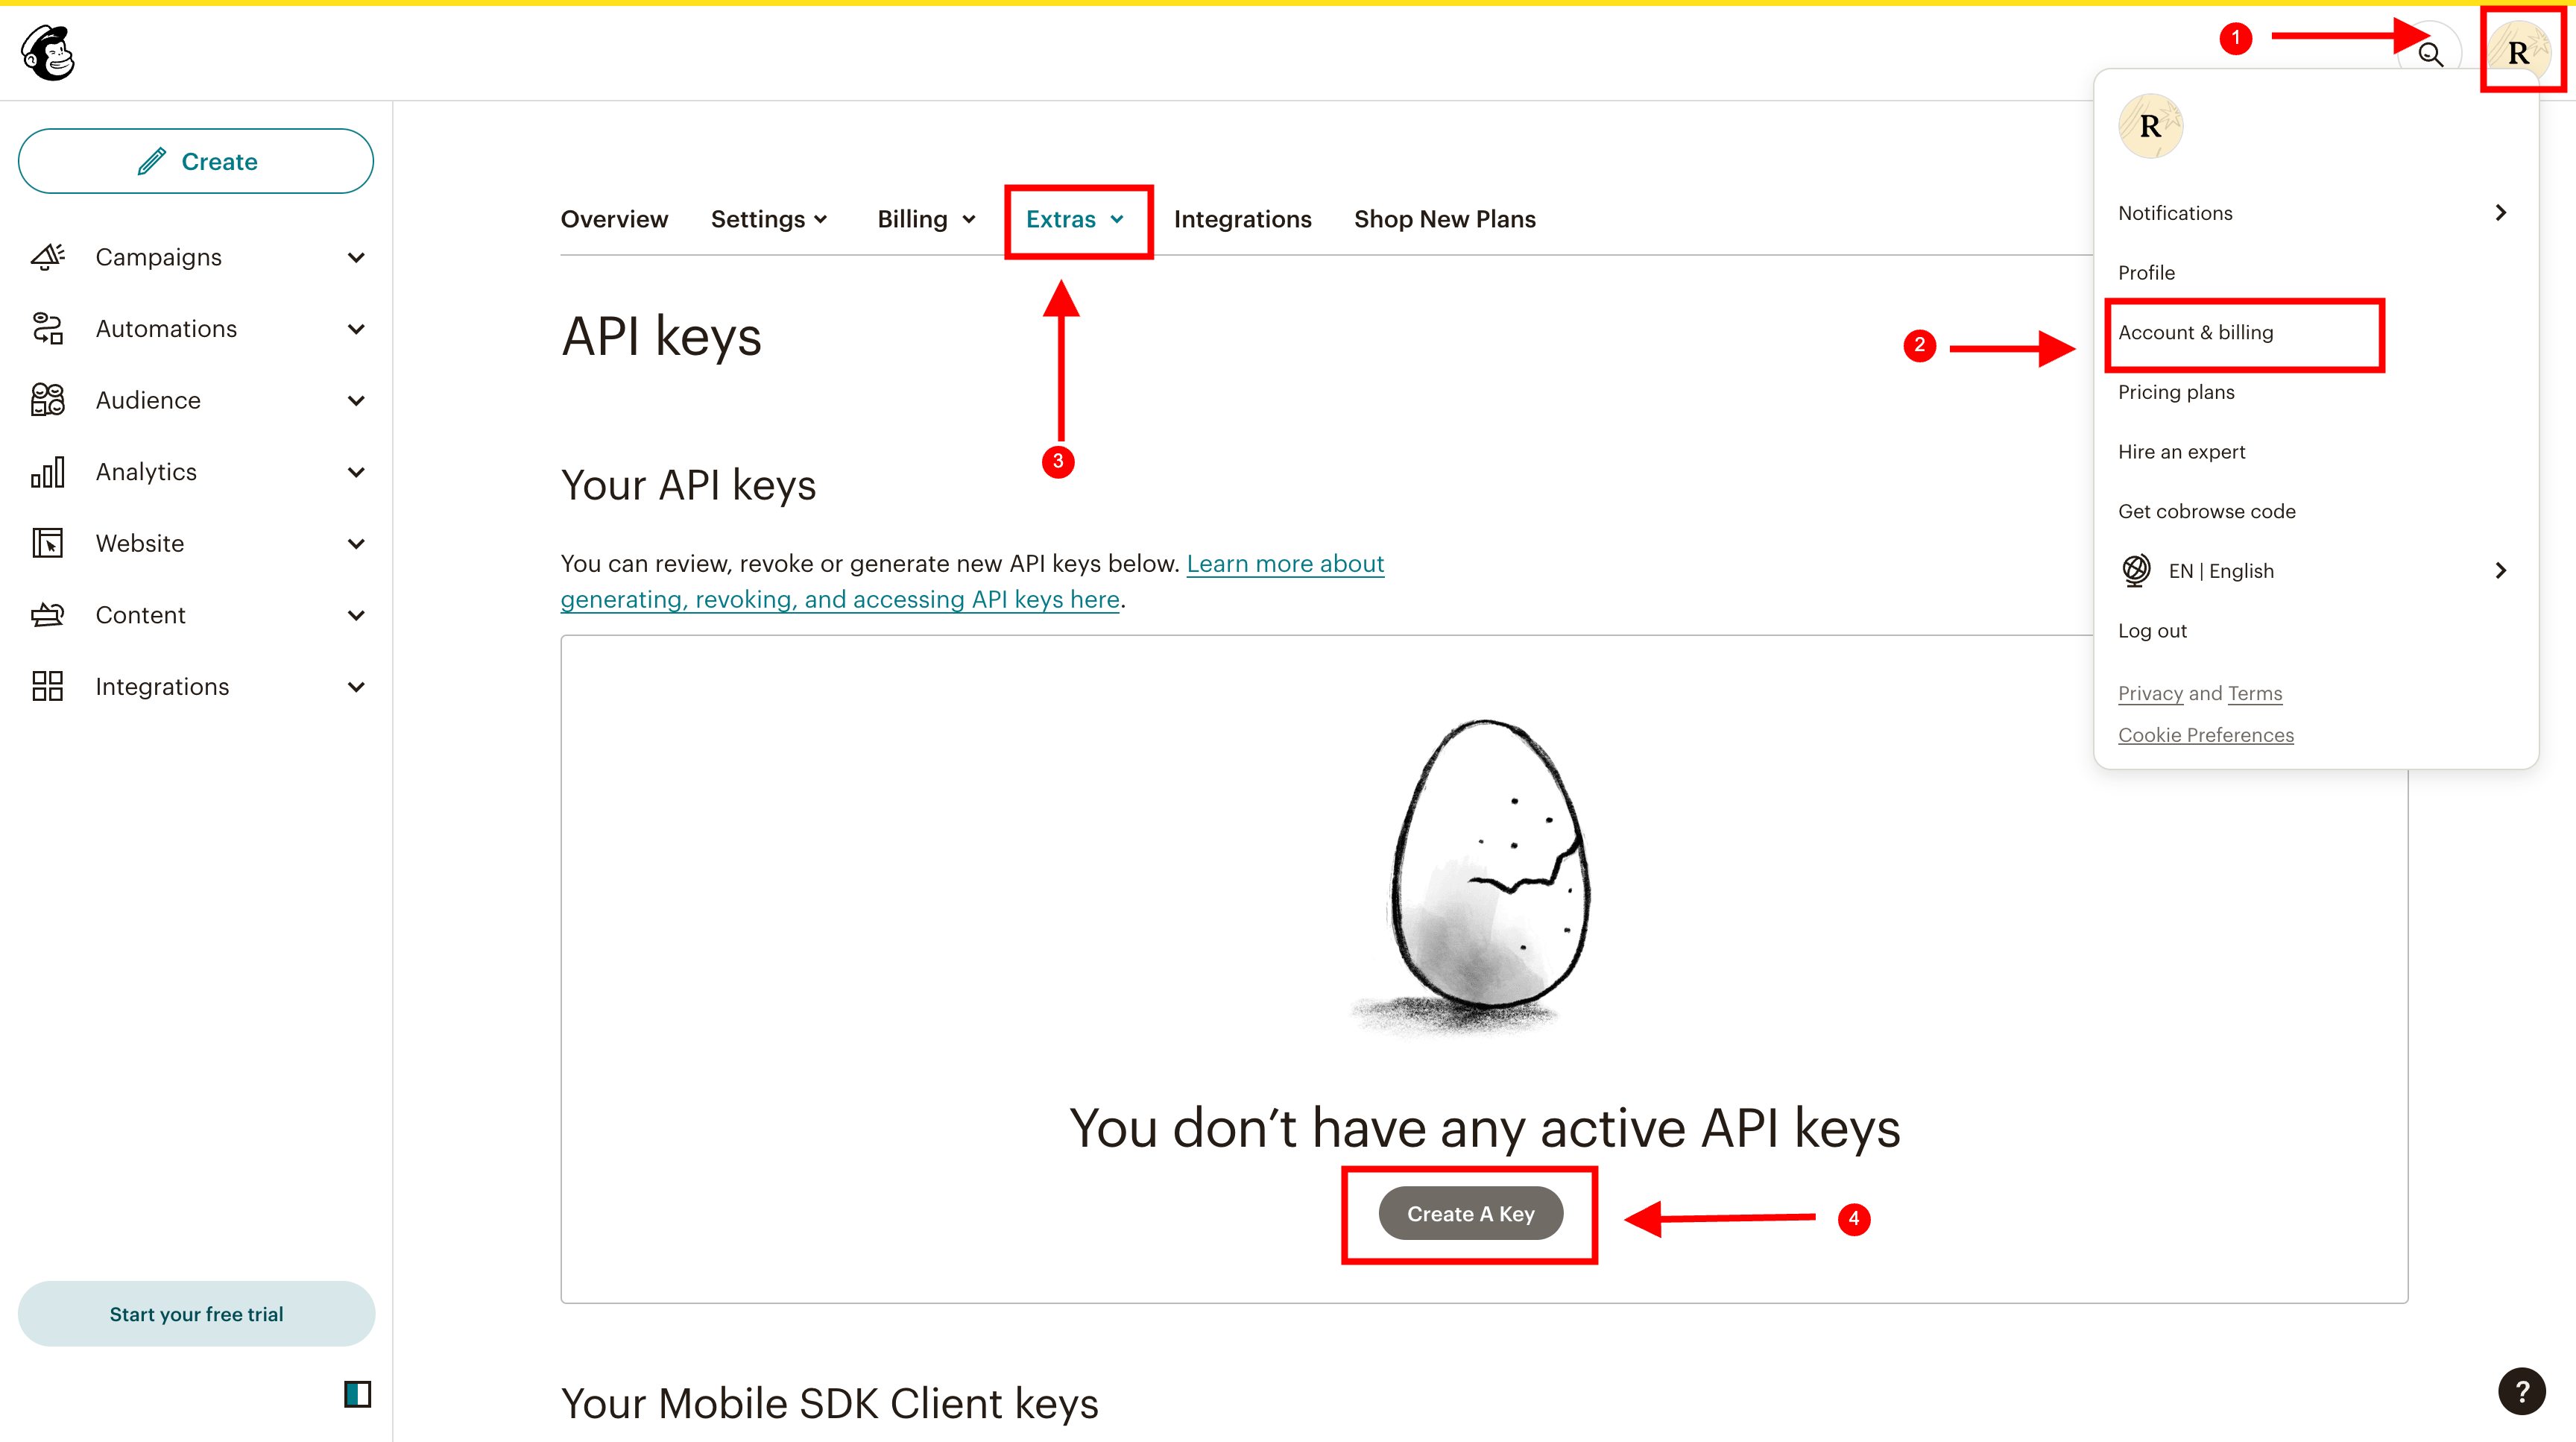 1
R
R
Create
Campaigns
Automations
Audience
Analytics
Website
Content
Integrations
Start your free trial
Overview Settings Billing Extras Integrations Shop New Plans
3
API keys
Your API keys
You can review, revoke or generate new API keys below. Learn more about
generating, revoking, and accessing API keys here.
You don’t have any active API keys
Create A Key
4
Your Mobile SDK Client keys
Notifications
Profile
2
Account & billing
Pricing plans
Hire an expert
Get cobrowse code
EN | English
Log out
Privacy and Terms
Cookie Preferences
?